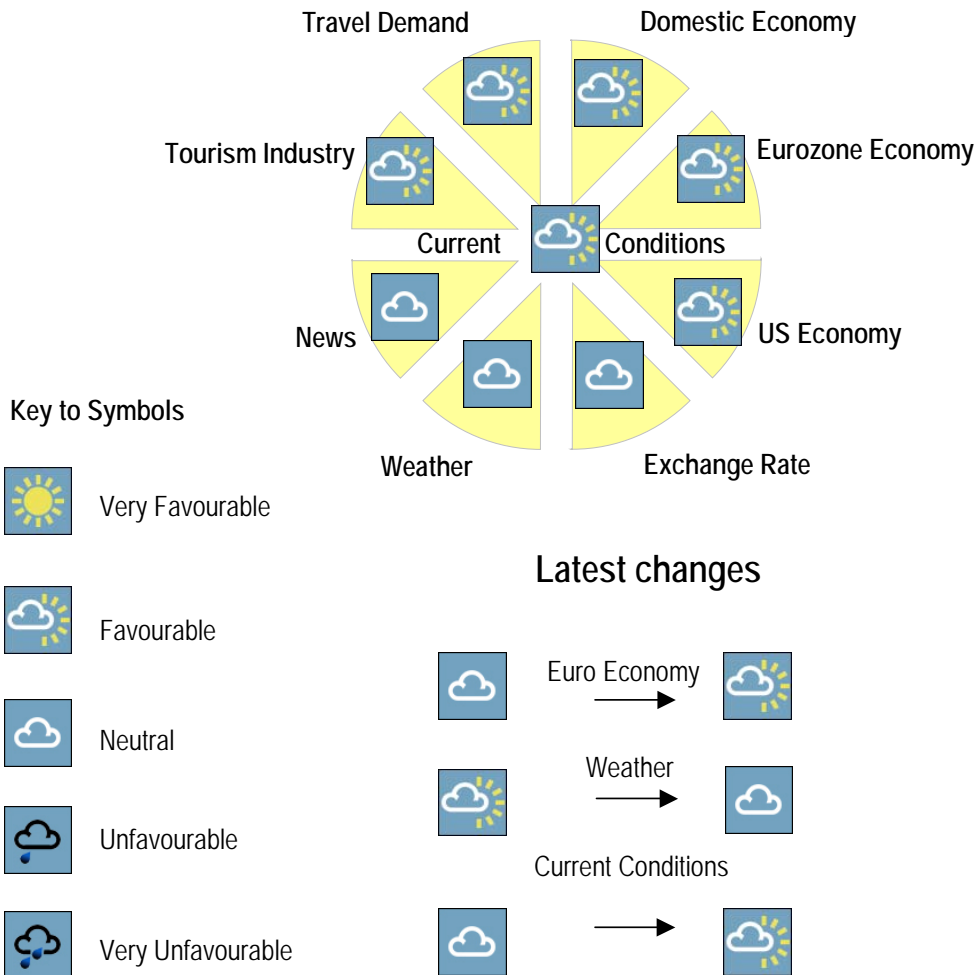 Travel Demand
Domestic Economy
Tourism Industry
Eurozone Economy
Current
Conditions
News
US Economy
Weather
Exchange Rate
Key to Symbols
Very Favourable
Favourable
Neutral
Unfavourable
Very Unfavourable
Latest changes
Euro Economy
Weather
Current Conditions